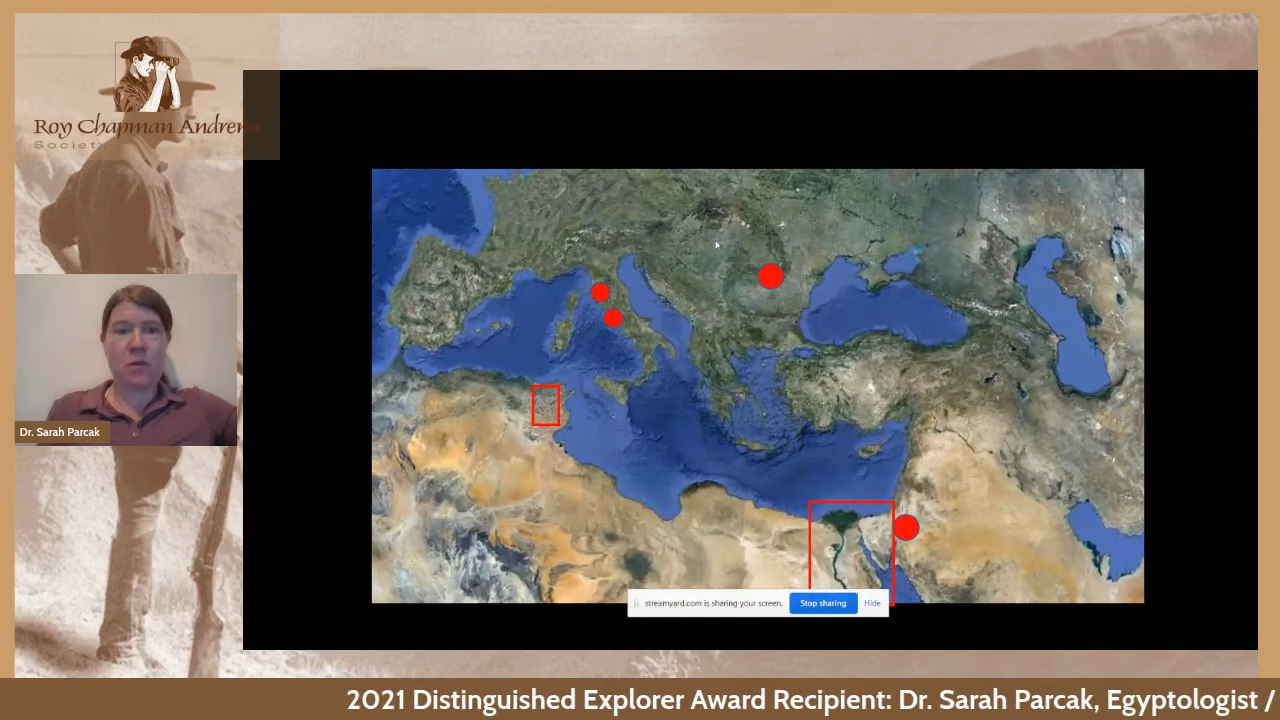 Roy Chapman Andrews
Society
Dr. Sarah Parcak
streamyard.com is sharing your screen.
Stop sharing
Hide
2021 Distinguished Explorer Award Recipient: Dr. Sarah Parcak, Egyptologist /